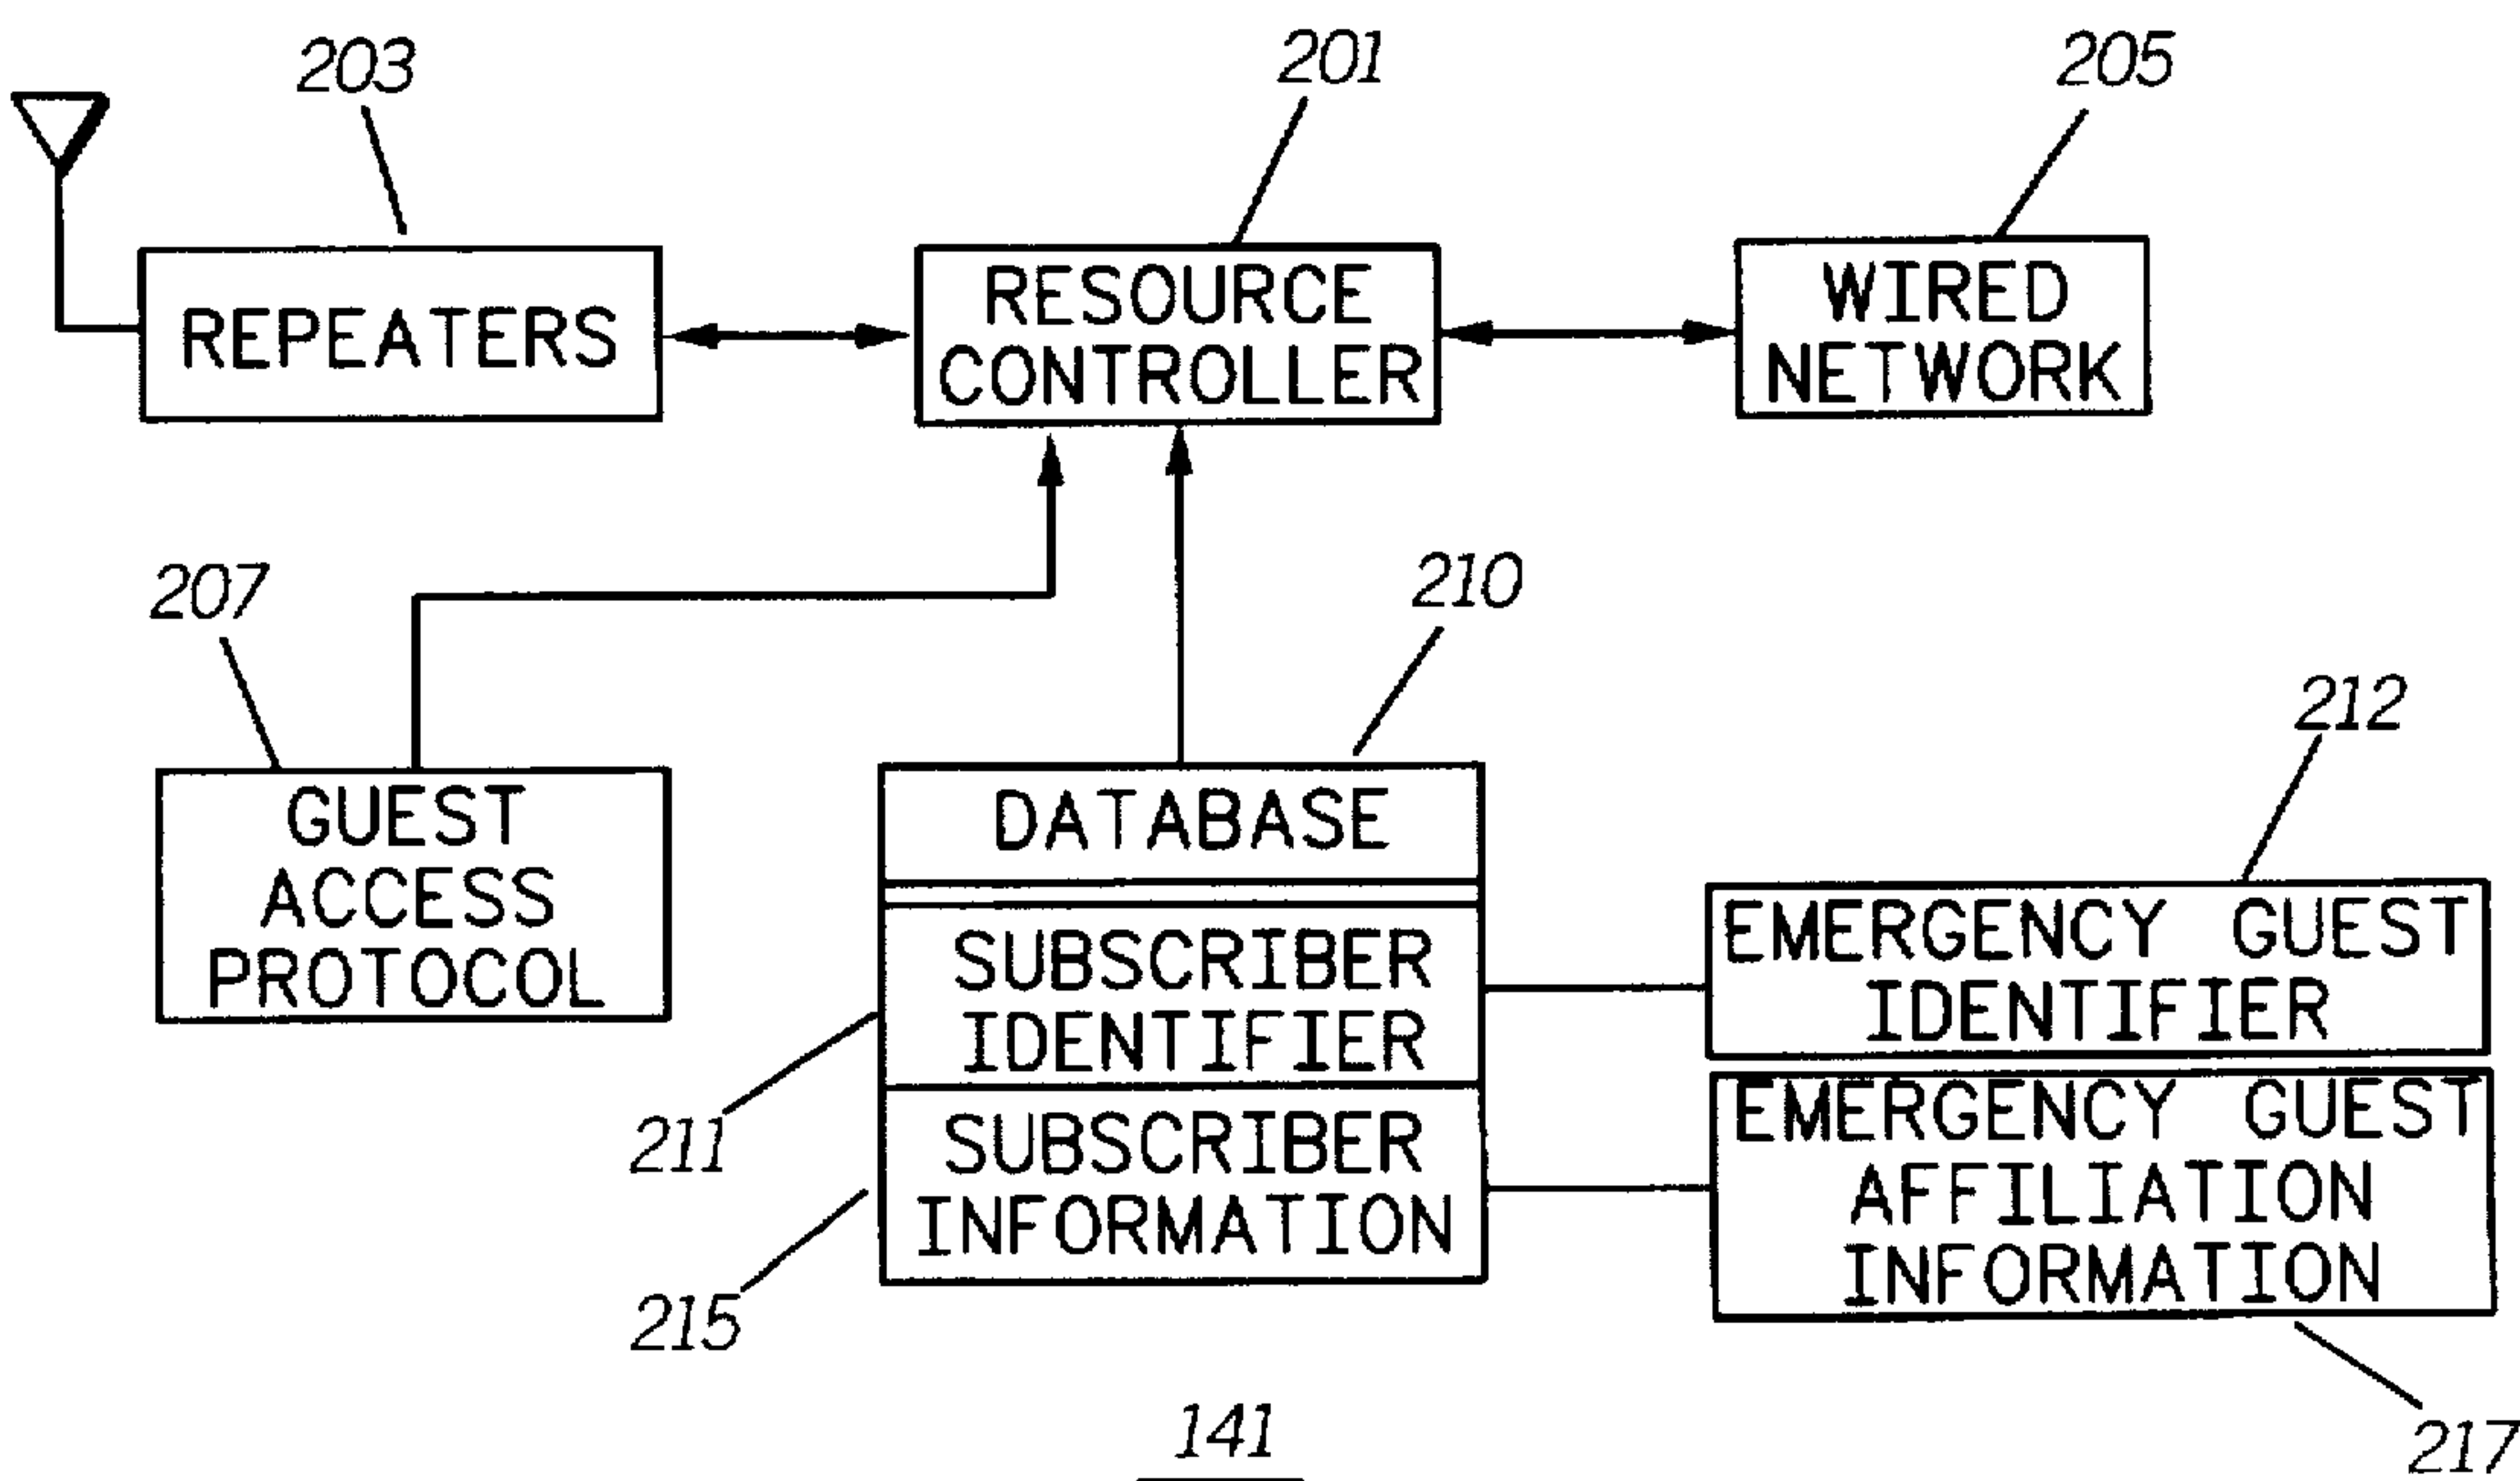 203
201
205
REPEATERS
RESOURCE
CONTROLLER
WIRED
NETWORK
207
210
212
GUEST
ACCESS
PROTOCOL
DATABASE
SUBSCRIBER
IDENTIFIER
EMERGENCY GUEST
IDENTIFIER
211
SUBSCRIBER
INFORMATION
EMERGENCY GUEST
AFFILIATION
INFORMATION
215
141
217